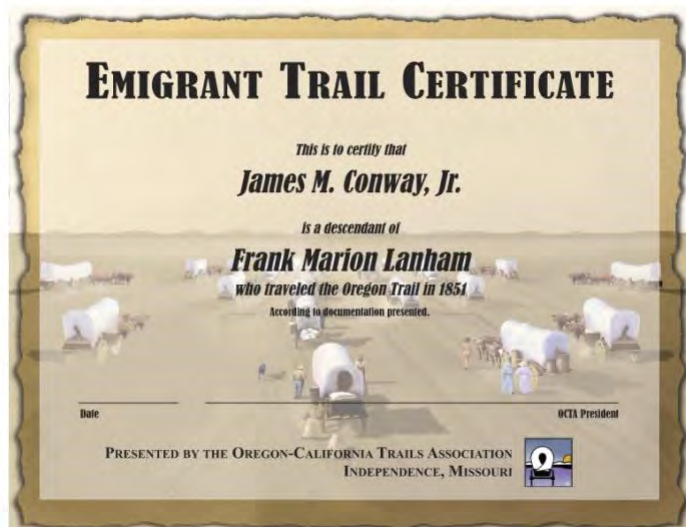 EMIGRANT TRAIL CERTIFICATE
This is to certify that
James M. Conway, Jr.
is a descendant of
Frank Marion Lanham
who traveled the Oregon Trail in 1851
According to documentation presented.
Date
OCTA President
PRESENTED BY THE OREGON-CALIFORNIA TRAILS ASSOCIATION
INDEPENDENCE, MISSOURI